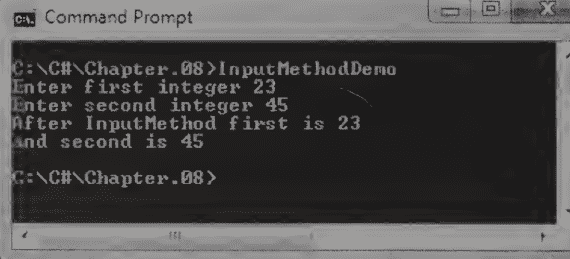 C:\. Command Prompt
C:\C#\Chapter.08>InputMethodDemo
Enter first integer 23
Enter second integer 45
After InputMethod first is 23
And second is 45
C:\C#\Chapter.08>